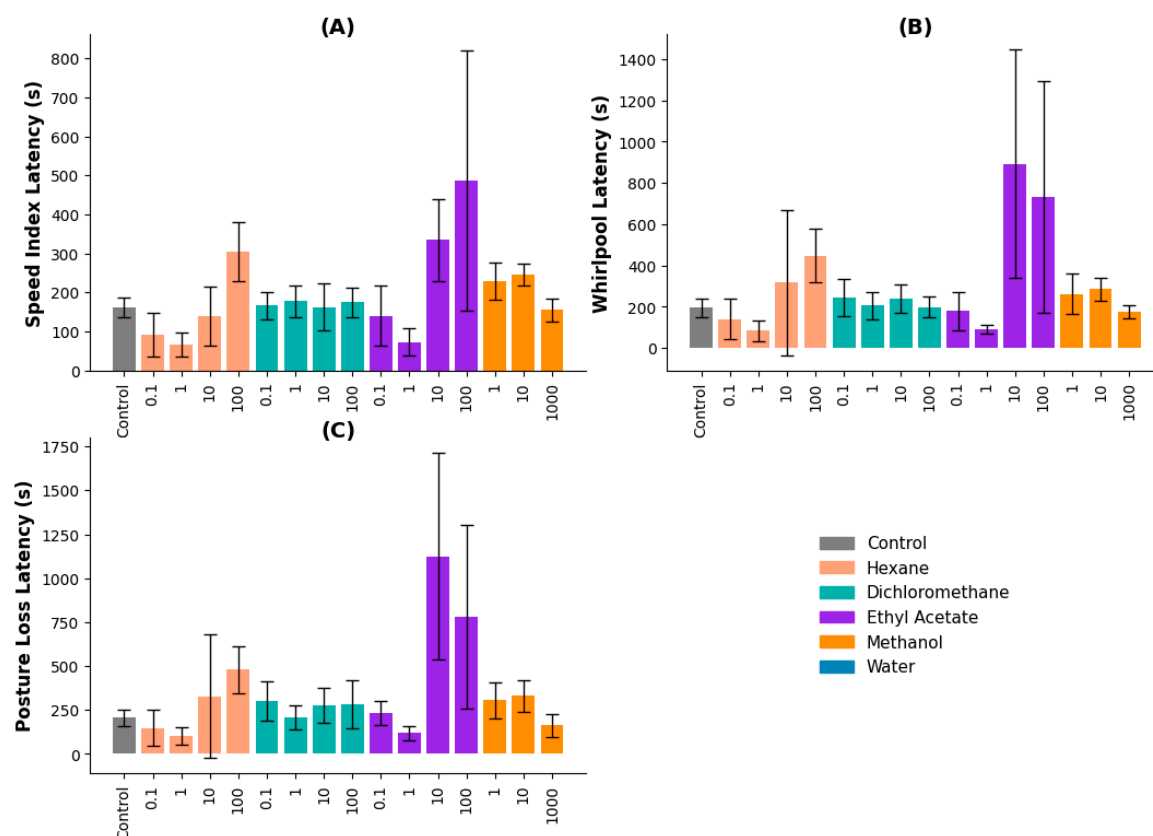 (A)
Speed Index Latency (s)
800
700
600
500
400
300
200
100
0
Control 0.1 1 10 100 0.1 1 10 100 0.1 1 10 100 1 10 1000
(B)
Whirlpool Latency (s)
1400
1200
1000
800
600
400
200
0
Control 0.1 1 10 100 0.1 1 10 100 0.1 1 10 100 1 10 1000
(C)
Posture Loss Latency (s)
1750
1500
1250
1000
750
500
250
0
Control 0.1 1 10 100 0.1 1 10 100 0.1 1 10 100 1 10 1000
Control
Hexane
Dichloromethane
Ethyl Acetate
Methanol
Water